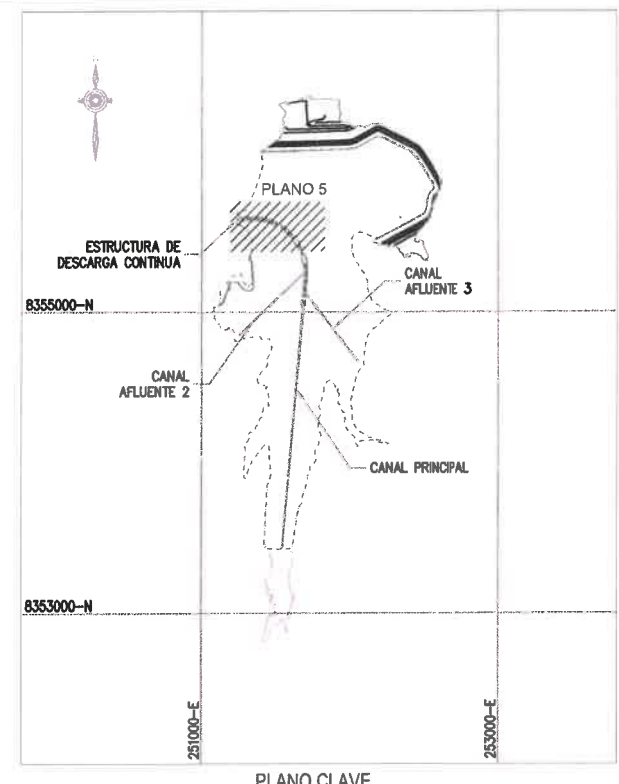 PLANO 5
ESTRUCTURA DE
DESCARGA CONTINUA
CANAL
AFLUENTE 3
8355000-N
CANAL
AFLUENTE 2
CANAL PRINCIPAL
8353000-N
251000-E
253000-E
PLANO CLAVE